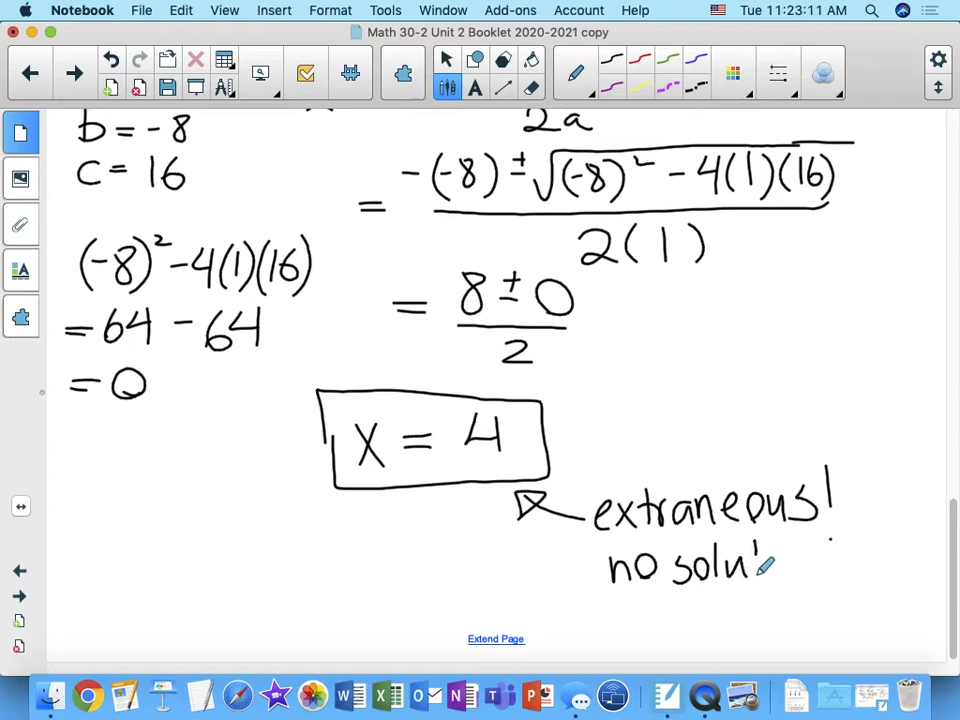 Notebook File Edit View Insert Format Tools Window Add-ons Account Help Tue 11:23:11 AM
Math 30-2 Unit 2 Booklet 2020-2021 copy
2a
b = -8
c = 16
= -(-8) ± √(-8)² - 4(1)(16)
2(1)
(-8)² - 4(1)(16)
= 64 - 64
= 0
= 8 ± 0
2
x = 4
extraneous!
no solu
Extend Page